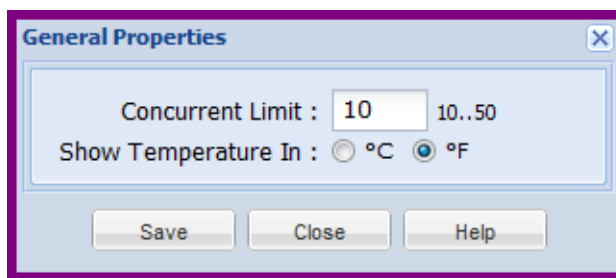 General Properties
Concurrent Limit : 10 10..50
Show Temperature In : °C °F
Save Close Help